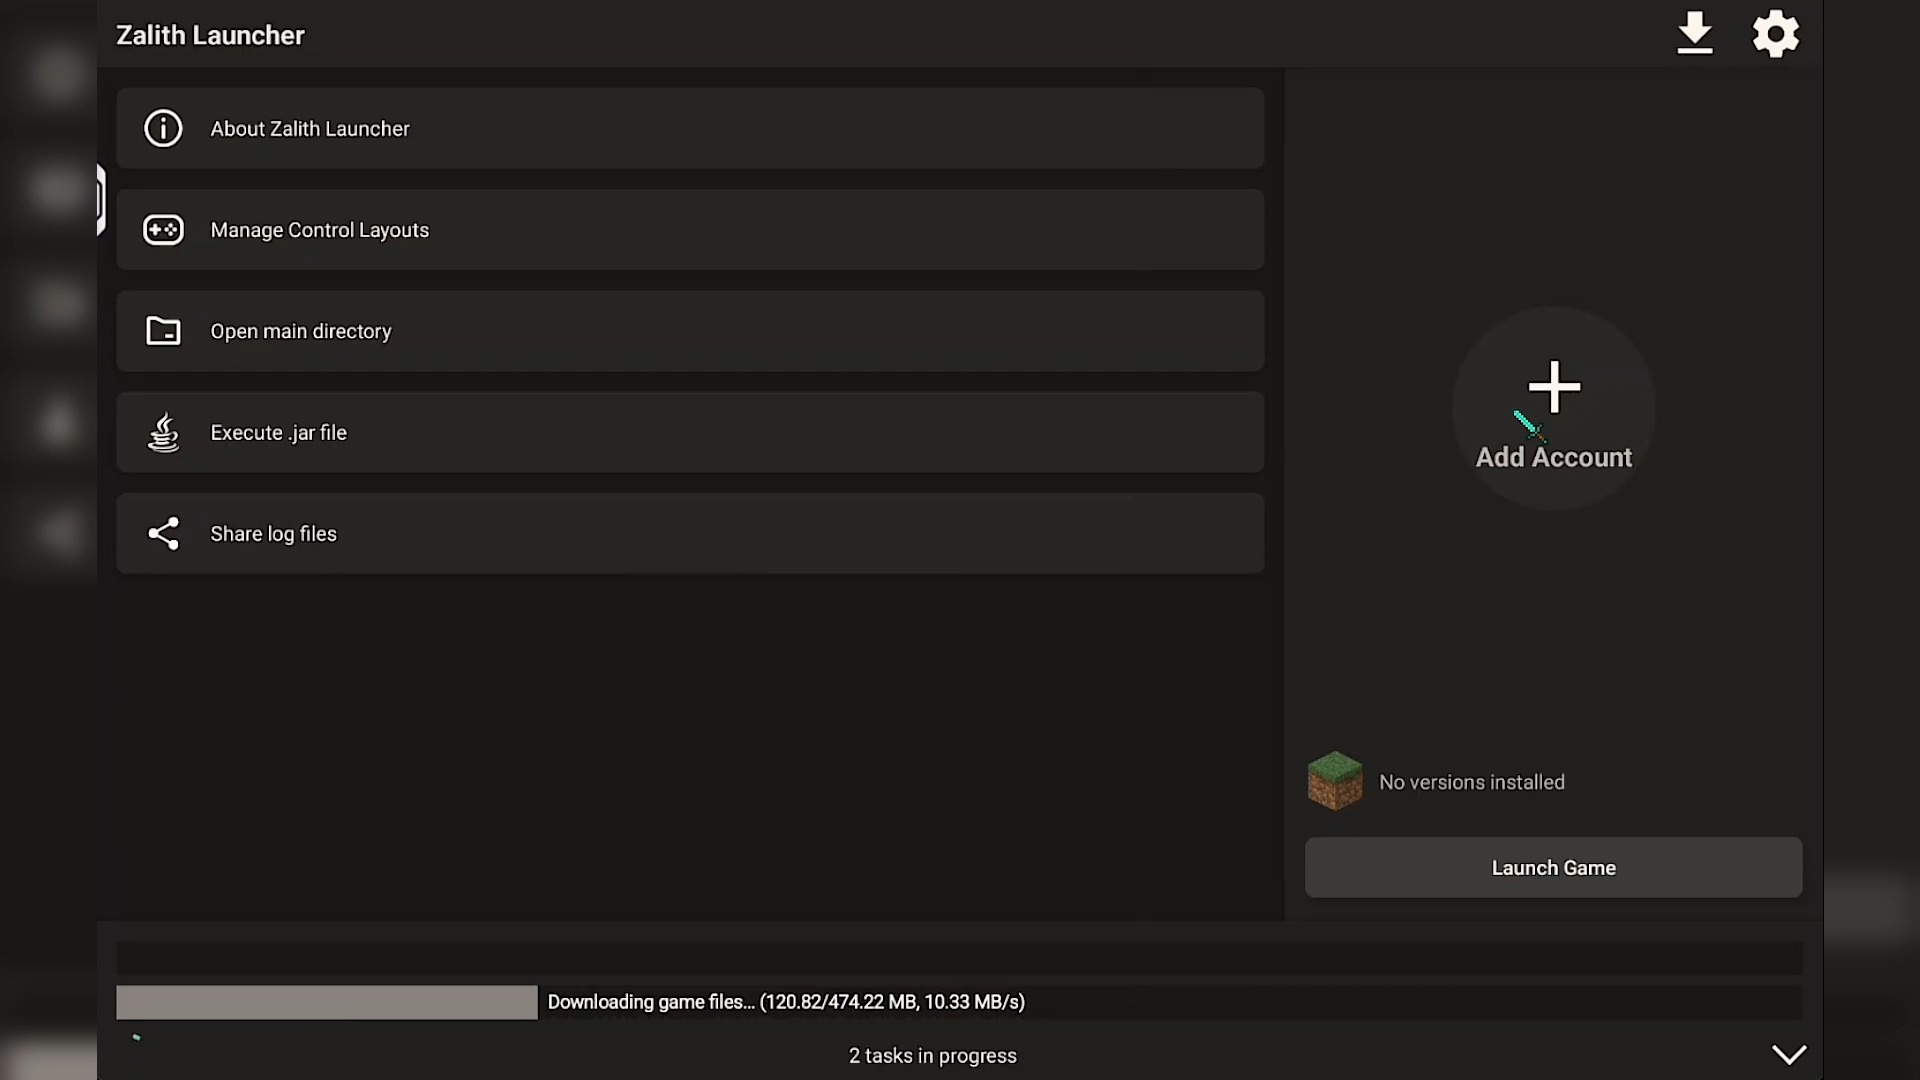 Zalith Launcher
About Zalith Launcher
Manage Control Layouts
Open main directory
Execute .jar file
Share log files
Add Account
No versions installed
Launch Game
Downloading game files... (120.82/474.22 MB, 10.33 MB/s)
2 tasks in progress